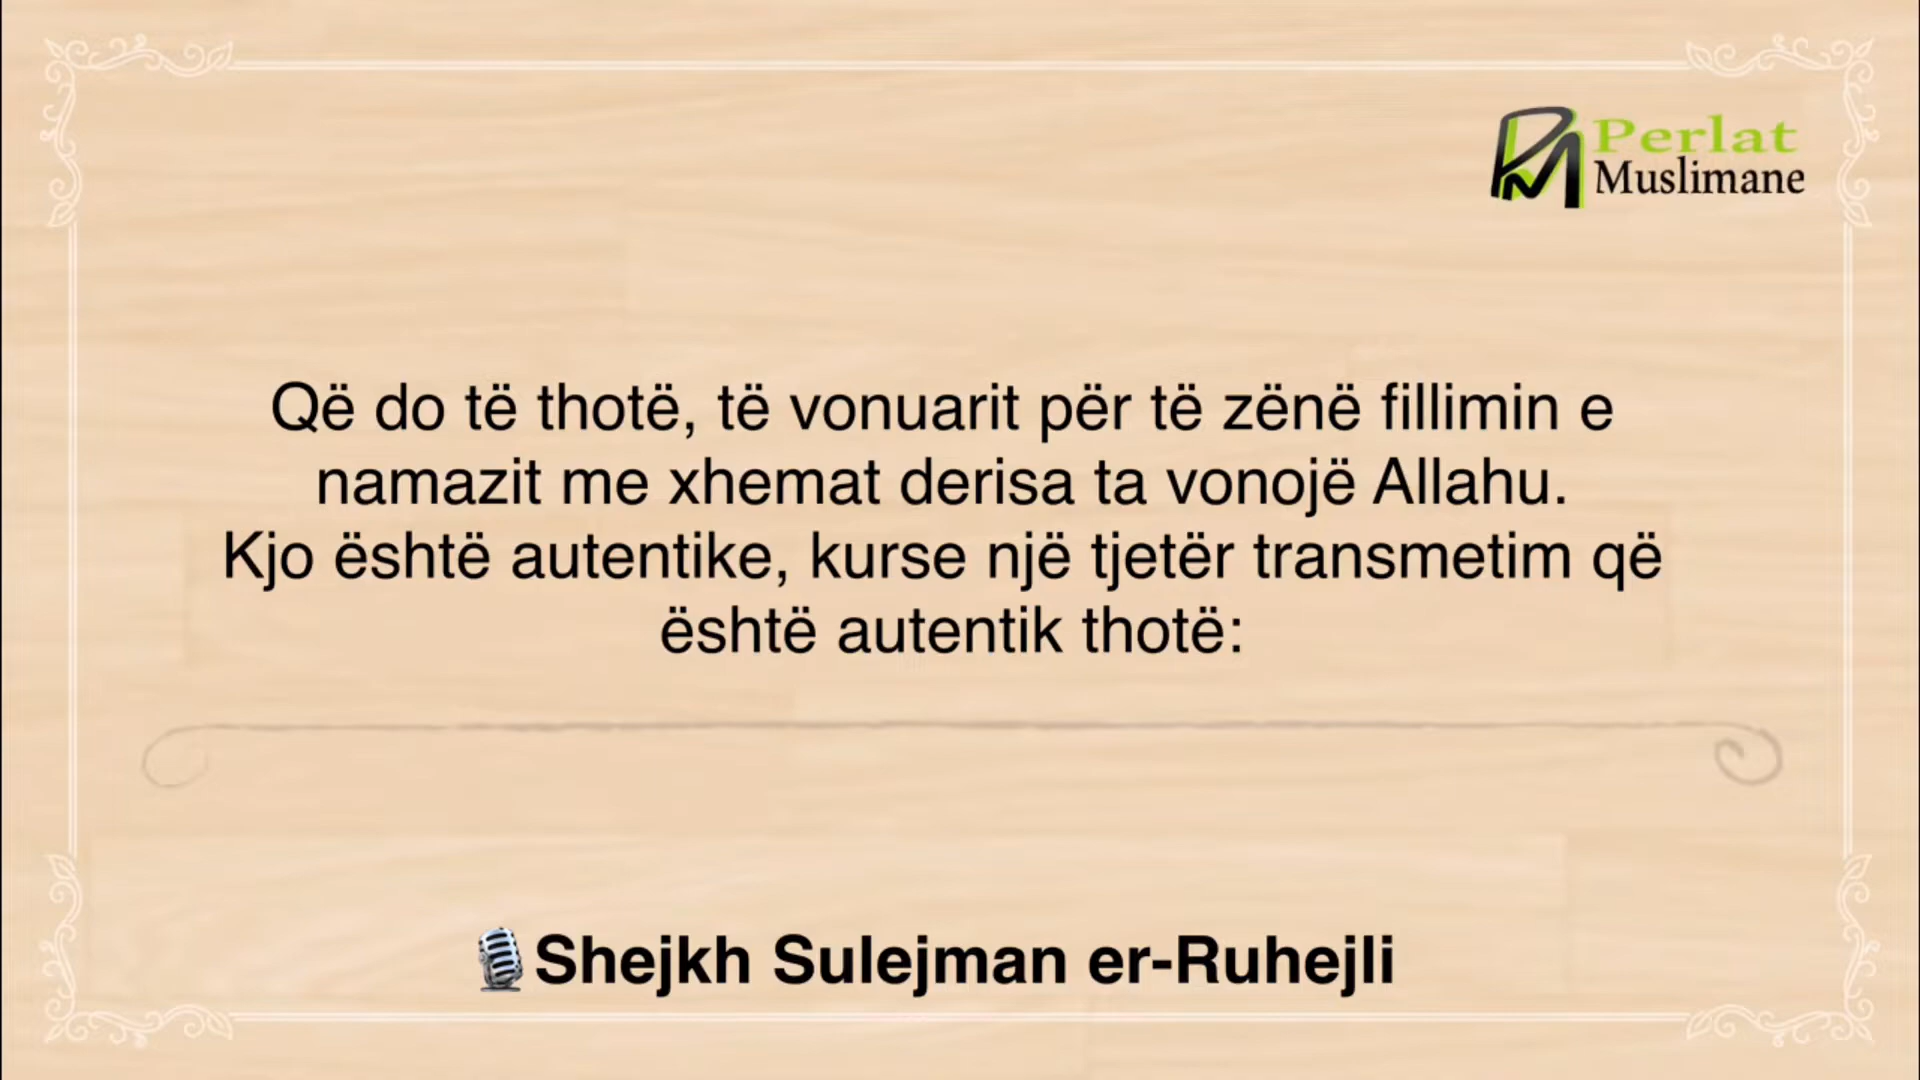 Perlat
Muslimane
Që do të thotë, të vonuarit për të zënë fillimin e
namazit me xhemat derisa ta vonojë Allahu.
Kjo është autentike, kurse një tjetër transmetim që
është autentik thotë:
🎙️Shejkh Sulejman er-Ruhejli